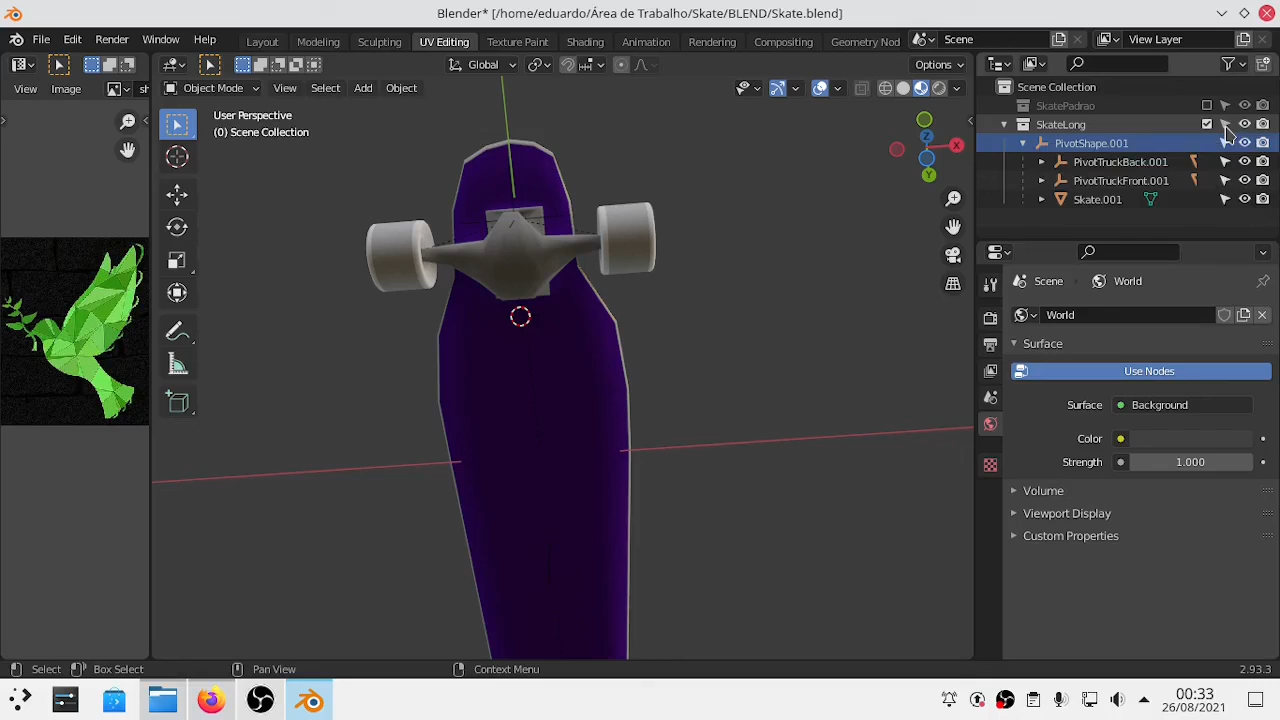 Blender* [/home/eduardo/Área de Trabalho/Skate/BLEND/Skate.blend]
File Edit Render Window Help Layout Modeling Sculpting UV Editing Texture Paint Shading Animation Rendering Compositing Geometry Nod Scene View Layer
Global Options
View Image sh Object Mode View Select Add Object Scene Collection
User Perspective SkatePadrao
(0) Scene Collection SkateLong
X PivotShape.001
Z
PivotTruckBack.001
Y PivotTruckFront.001
Skate.001
Scene World
World
Surface
Use Nodes
Surface Background
Color
Strength 1.000
Volume
Viewport Display
Custom Properties
Select Box Select Pan View Context Menu 2.93.3
00:33
26/08/2021